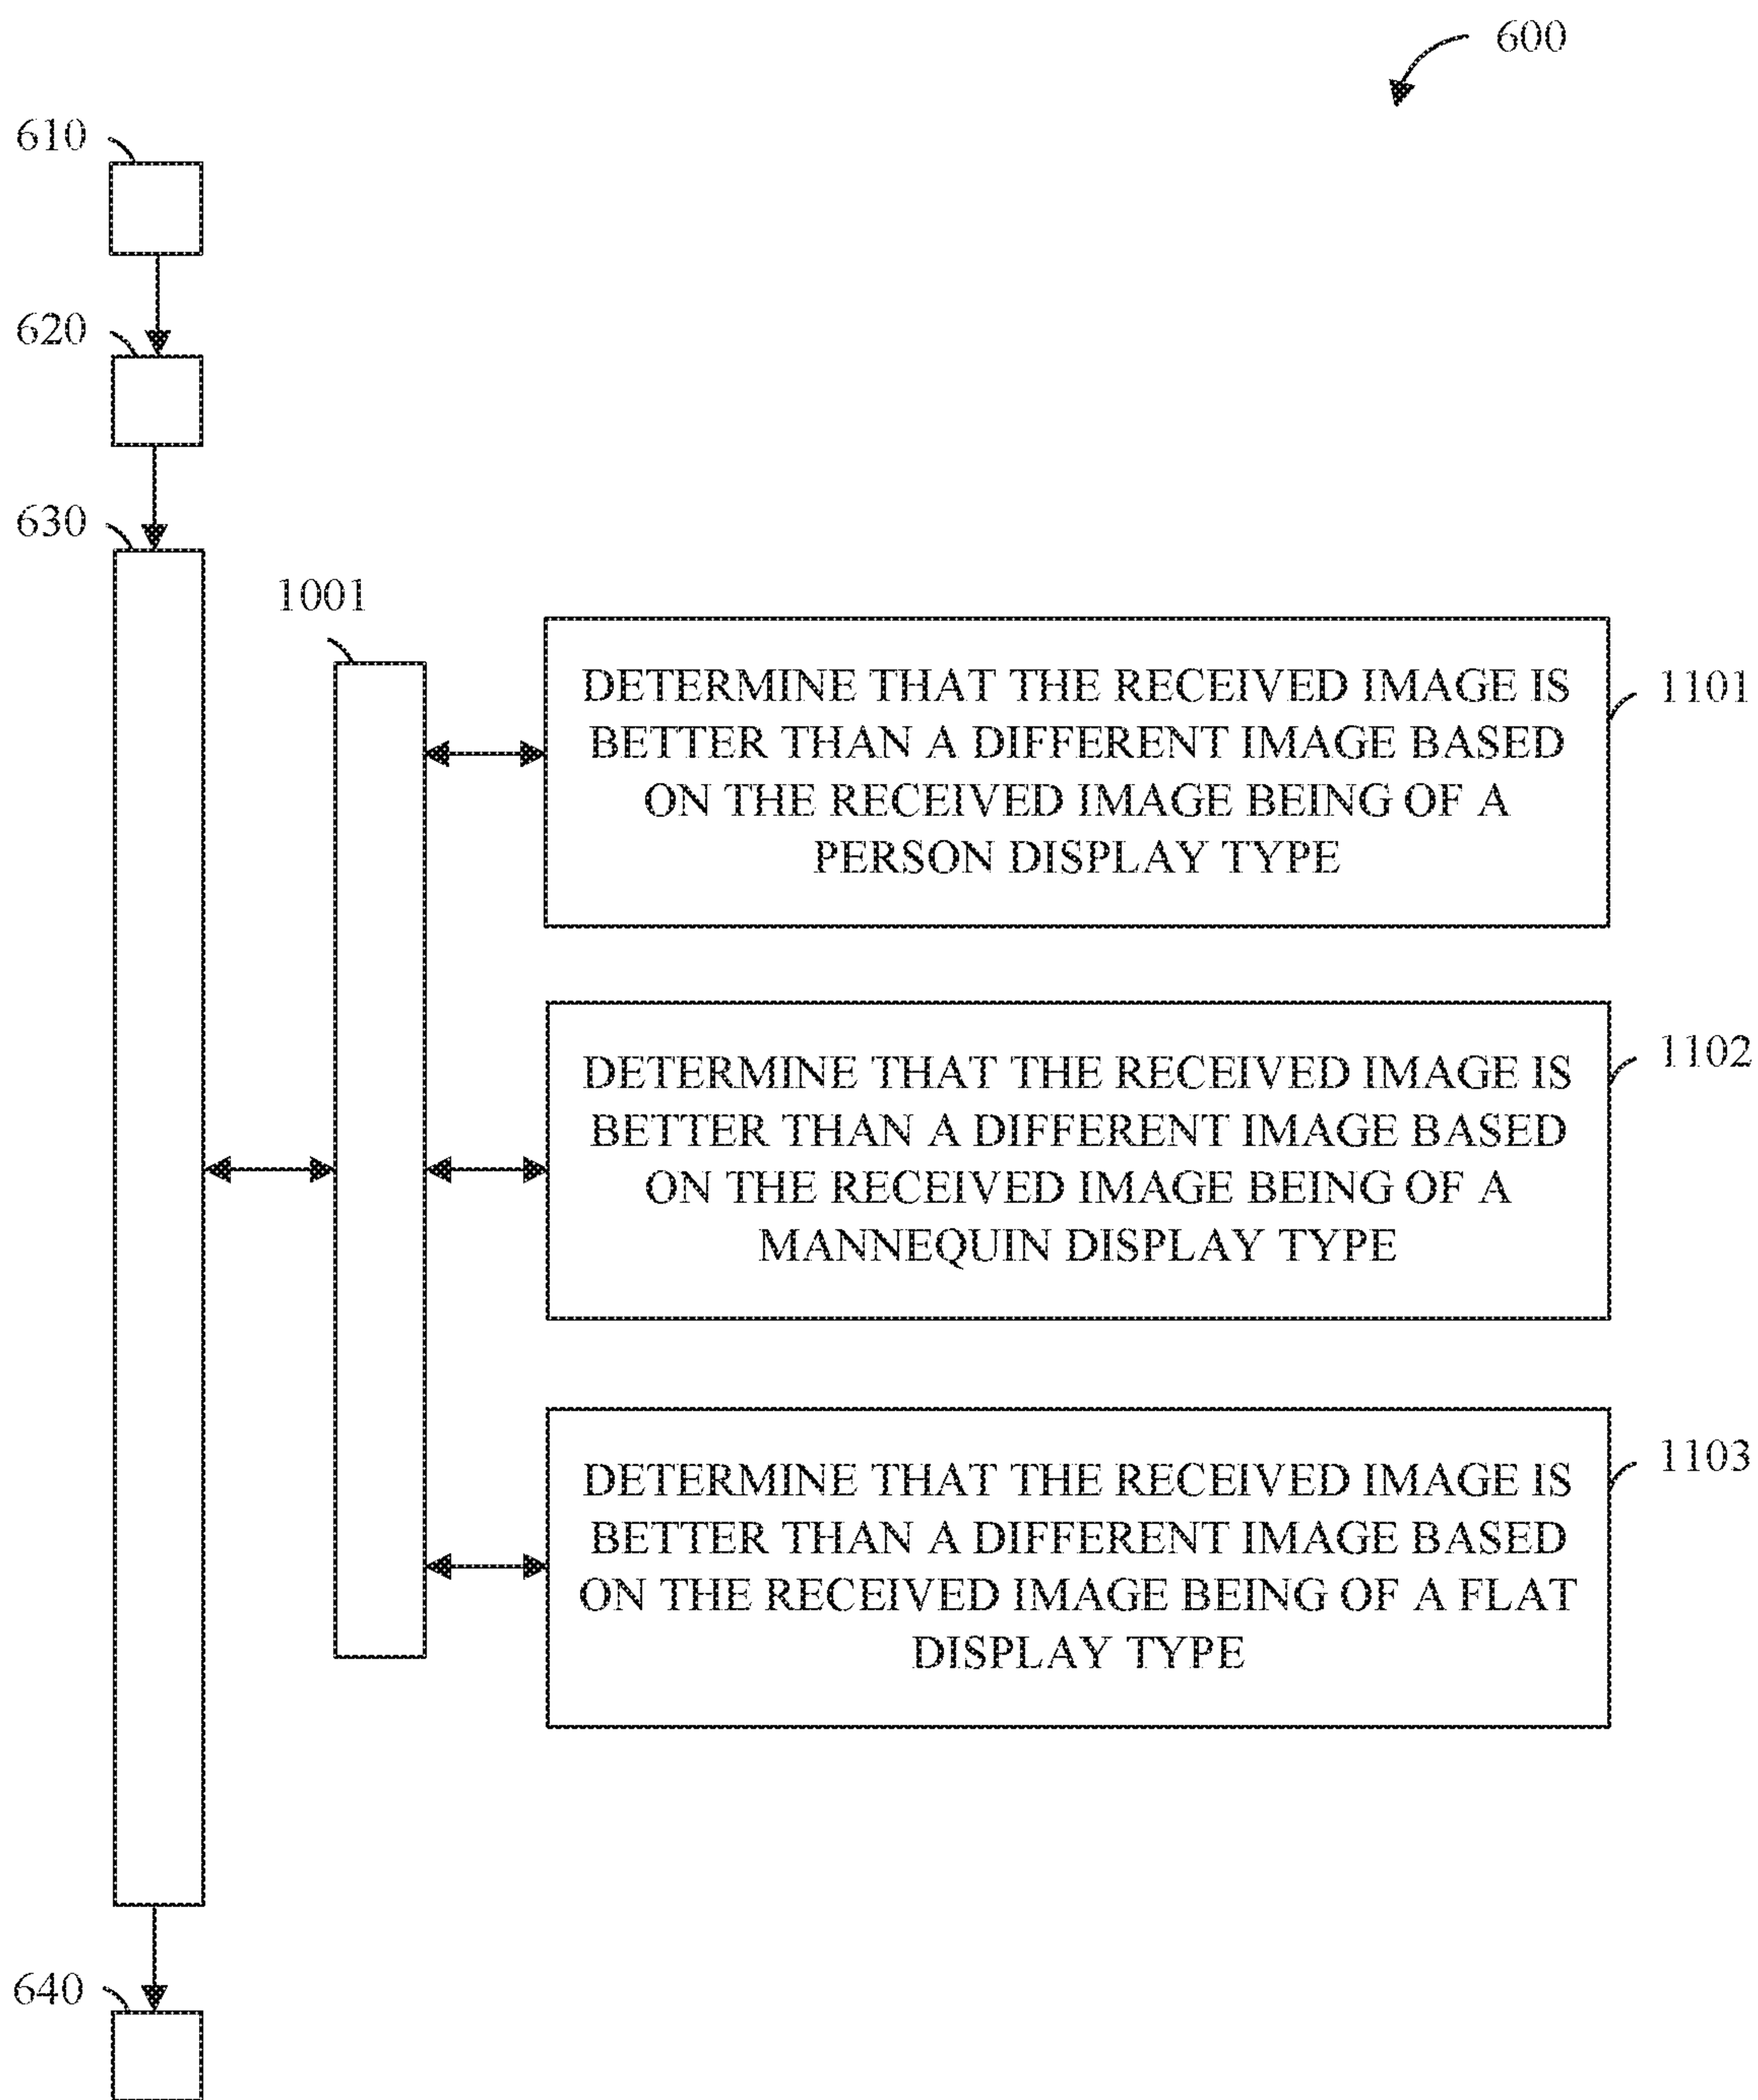 600
610
620
630
1001
DETERMINE THAT THE RECEIVED IMAGE IS
BETTER THAN A DIFFERENT IMAGE BASED
ON THE RECEIVED IMAGE BEING OF A
PERSON DISPLAY TYPE
1101
DETERMINE THAT THE RECEIVED IMAGE IS
BETTER THAN A DIFFERENT IMAGE BASED
ON THE RECEIVED IMAGE BEING OF A
MANNEQUIN DISPLAY TYPE
1102
DETERMINE THAT THE RECEIVED IMAGE IS
BETTER THAN A DIFFERENT IMAGE BASED
ON THE RECEIVED IMAGE BEING OF A FLAT
DISPLAY TYPE
1103
640